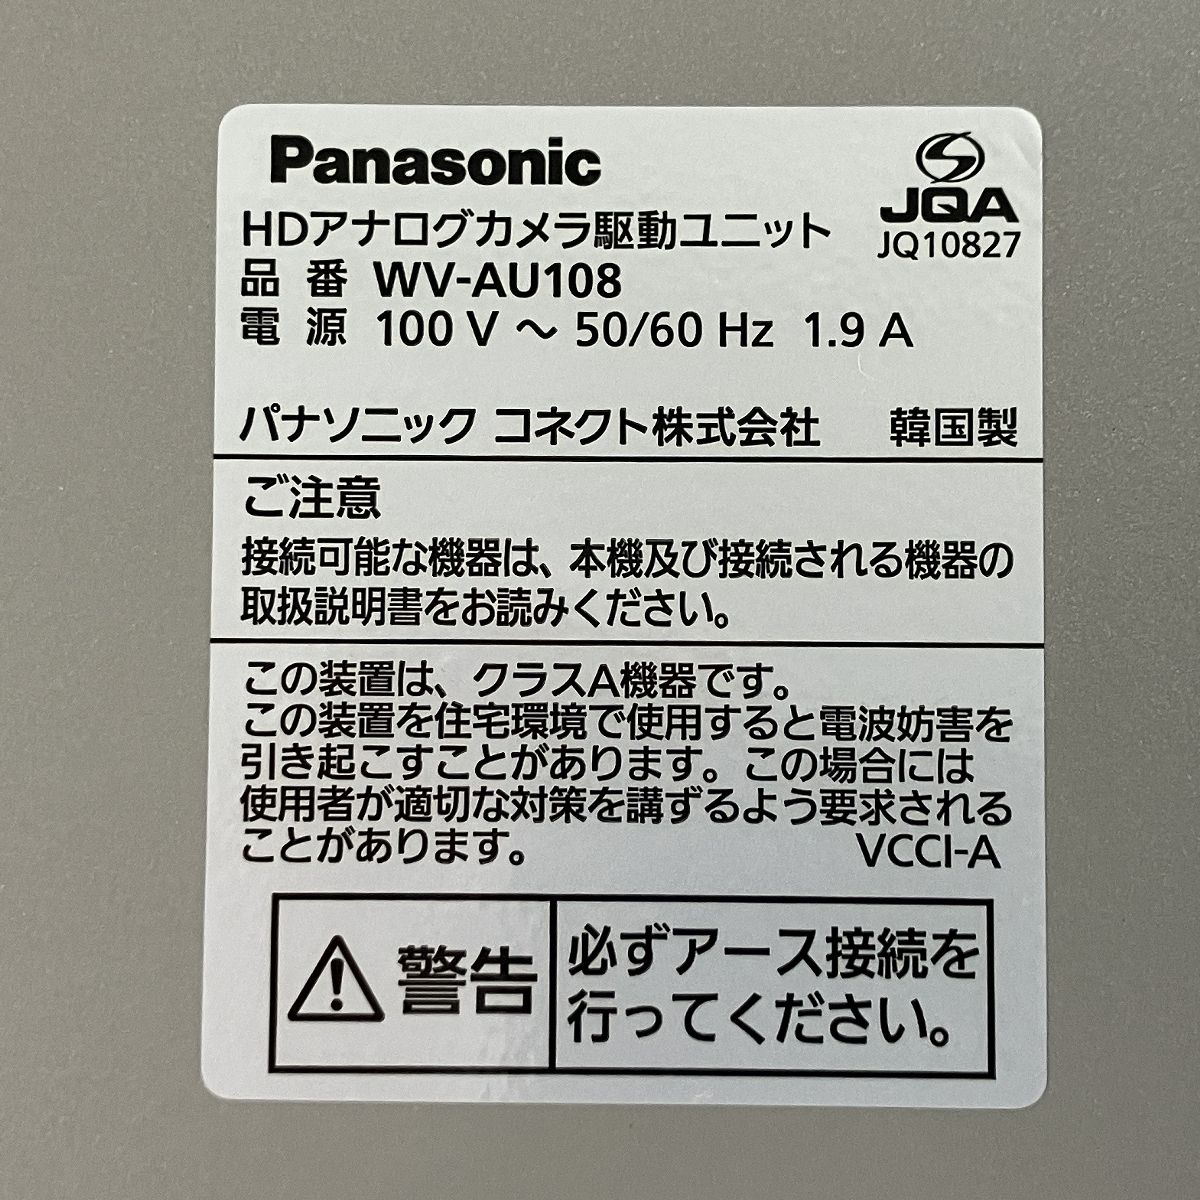 Panasonic
JQA
JQ10827
HDアナログカメラ駆動ユニット
品 番 WV-AU108
電 源 100 V ～ 50/60 Hz 1.9 A
パナソニック コネクト株式会社 韓国製
ご注意
接続可能な機器は、本機及び接続される機器の
取扱説明書をお読みください。
この装置は、クラスA機器です。
この装置を住宅環境で使用すると電波妨害を
引き起こすことがあります。この場合には
使用者が適切な対策を講ずるよう要求される
ことがあります。 VCCI-A
警告
必ずアース接続を
行ってください。